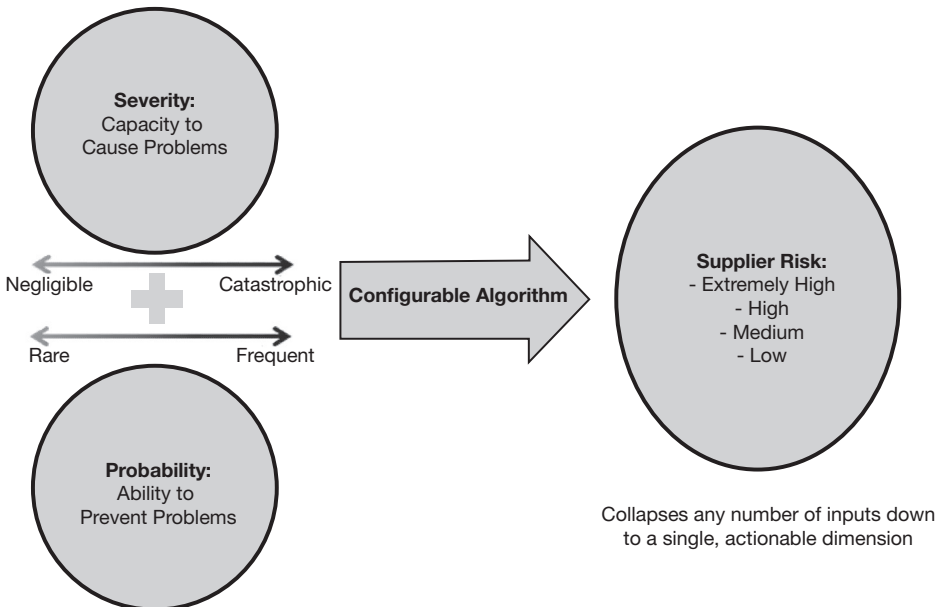 Severity:
Capacity to
Cause Problems
Negligible
Catastrophic
Rare
Frequent
Probability:
Ability to
Prevent Problems
Configurable Algorithm
Supplier Risk:
- Extremely High
- High
- Medium
- Low
Collapses any number of inputs down
to a single, actionable dimension